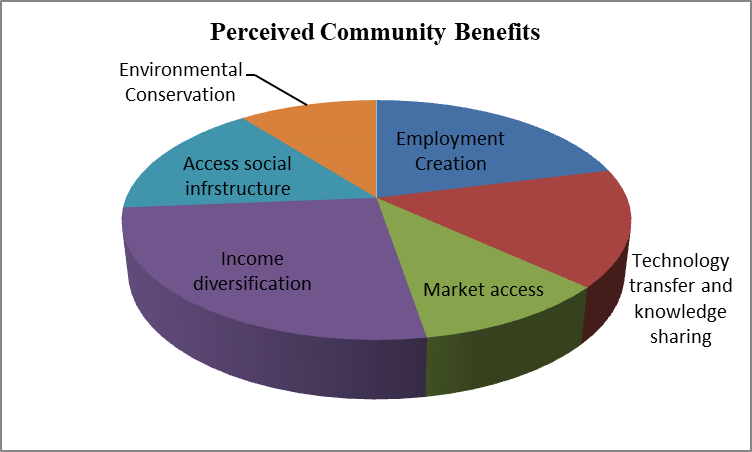 Perceived Community Benefits
Environmental
Conservation
Employment
Creation
Access social
infrstructure
Income
diversification
Market access
Technology
transfer and
knowledge
sharing